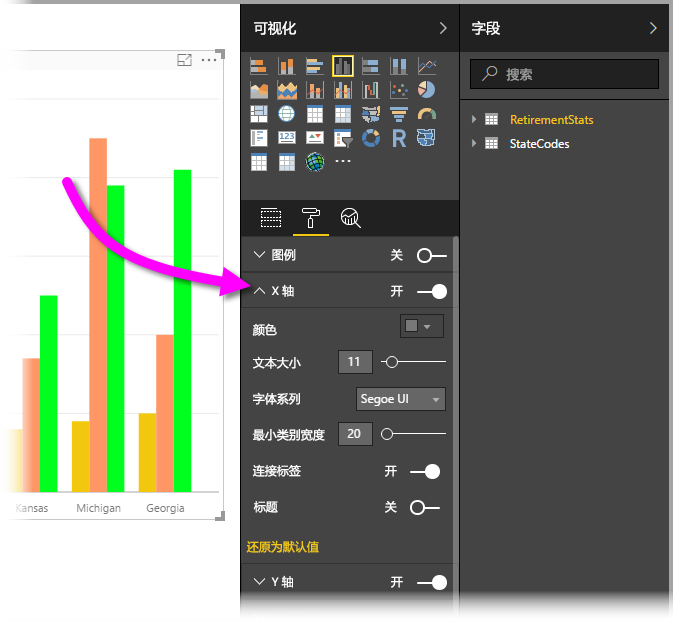 可视化
字段
搜索
123
R
RetirementStats
StateCodes
图例 关
X 轴 开
颜色
文本大小 11
字体系列 Segoe UI
最小类别宽度 20
连接标签 开
标题 关
还原为默认值
Y 轴 开
Kansas Michigan Georgia